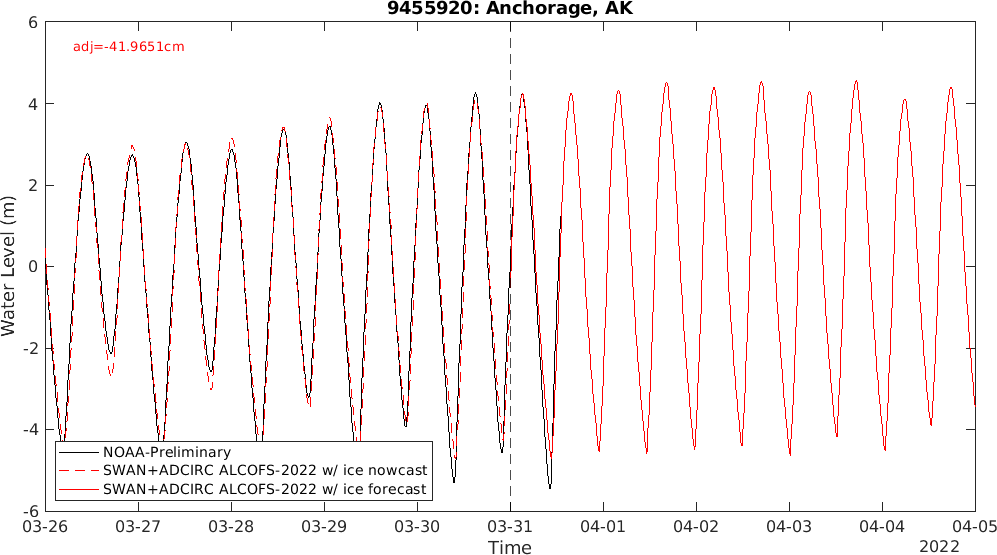 9455920: Anchorage, AK
adj=-41.9651cm
Water Level (m)
6
4
2
0
-2
-4
-6
NOAA-Preliminary
SWAN+ADCIRC ALCOFS-2022 w/ ice nowcast
SWAN+ADCIRC ALCOFS-2022 w/ ice forecast
03-26 03-27 03-28 03-29 03-30 03-31 04-01 04-02 04-03 04-04 04-05
Time
2022